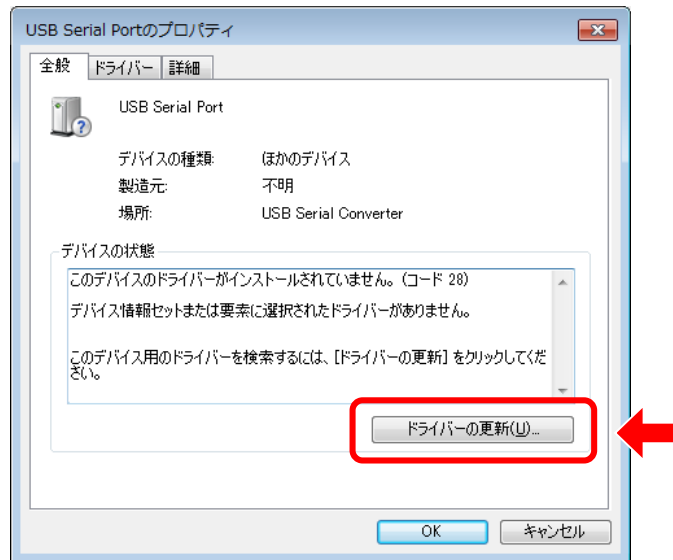 USB Serial Portのプロパティ
全般 ドライバー 詳細
USB Serial Port
デバイスの種類: ほかのデバイス
製造元: 不明
場所: USB Serial Converter
デバイスの状態
このデバイスのドライバーがインストールされていません。(コード 28)
デバイス情報セットまたは要素に選択されたドライバーがありません。
このデバイス用のドライバーを検索するには、[ドライバーの更新] をクリックしてくだ
さい。
ドライバーの更新(U)...
OK キャンセル